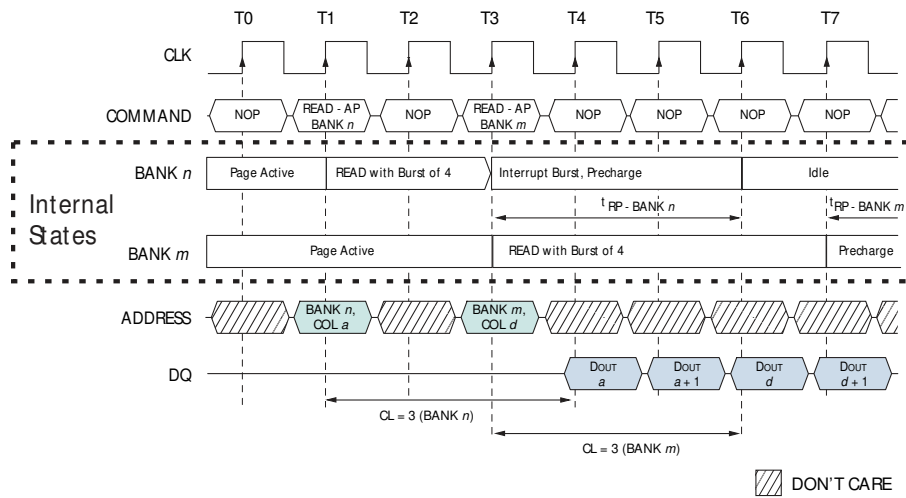 T0 T1 T2 T3 T4 T5 T6 T7
CLK
COMMAND NOP READ - AP BANK n NOP READ - AP BANK m NOP NOP NOP NOP
Internal States
BANK n Page Active READ with Burst of 4 Interrupt Burst, Precharge Idle
tRP - BANK n tRP - BANK m
BANK m Page Active READ with Burst of 4 Precharge
ADDRESS BANK n, COL a BANK m, COL d
DQ DOUT a DOUT a + 1 DOUT d DOUT d + 1
CL = 3 (BANK n)
CL = 3 (BANK m)
DON'T CARE